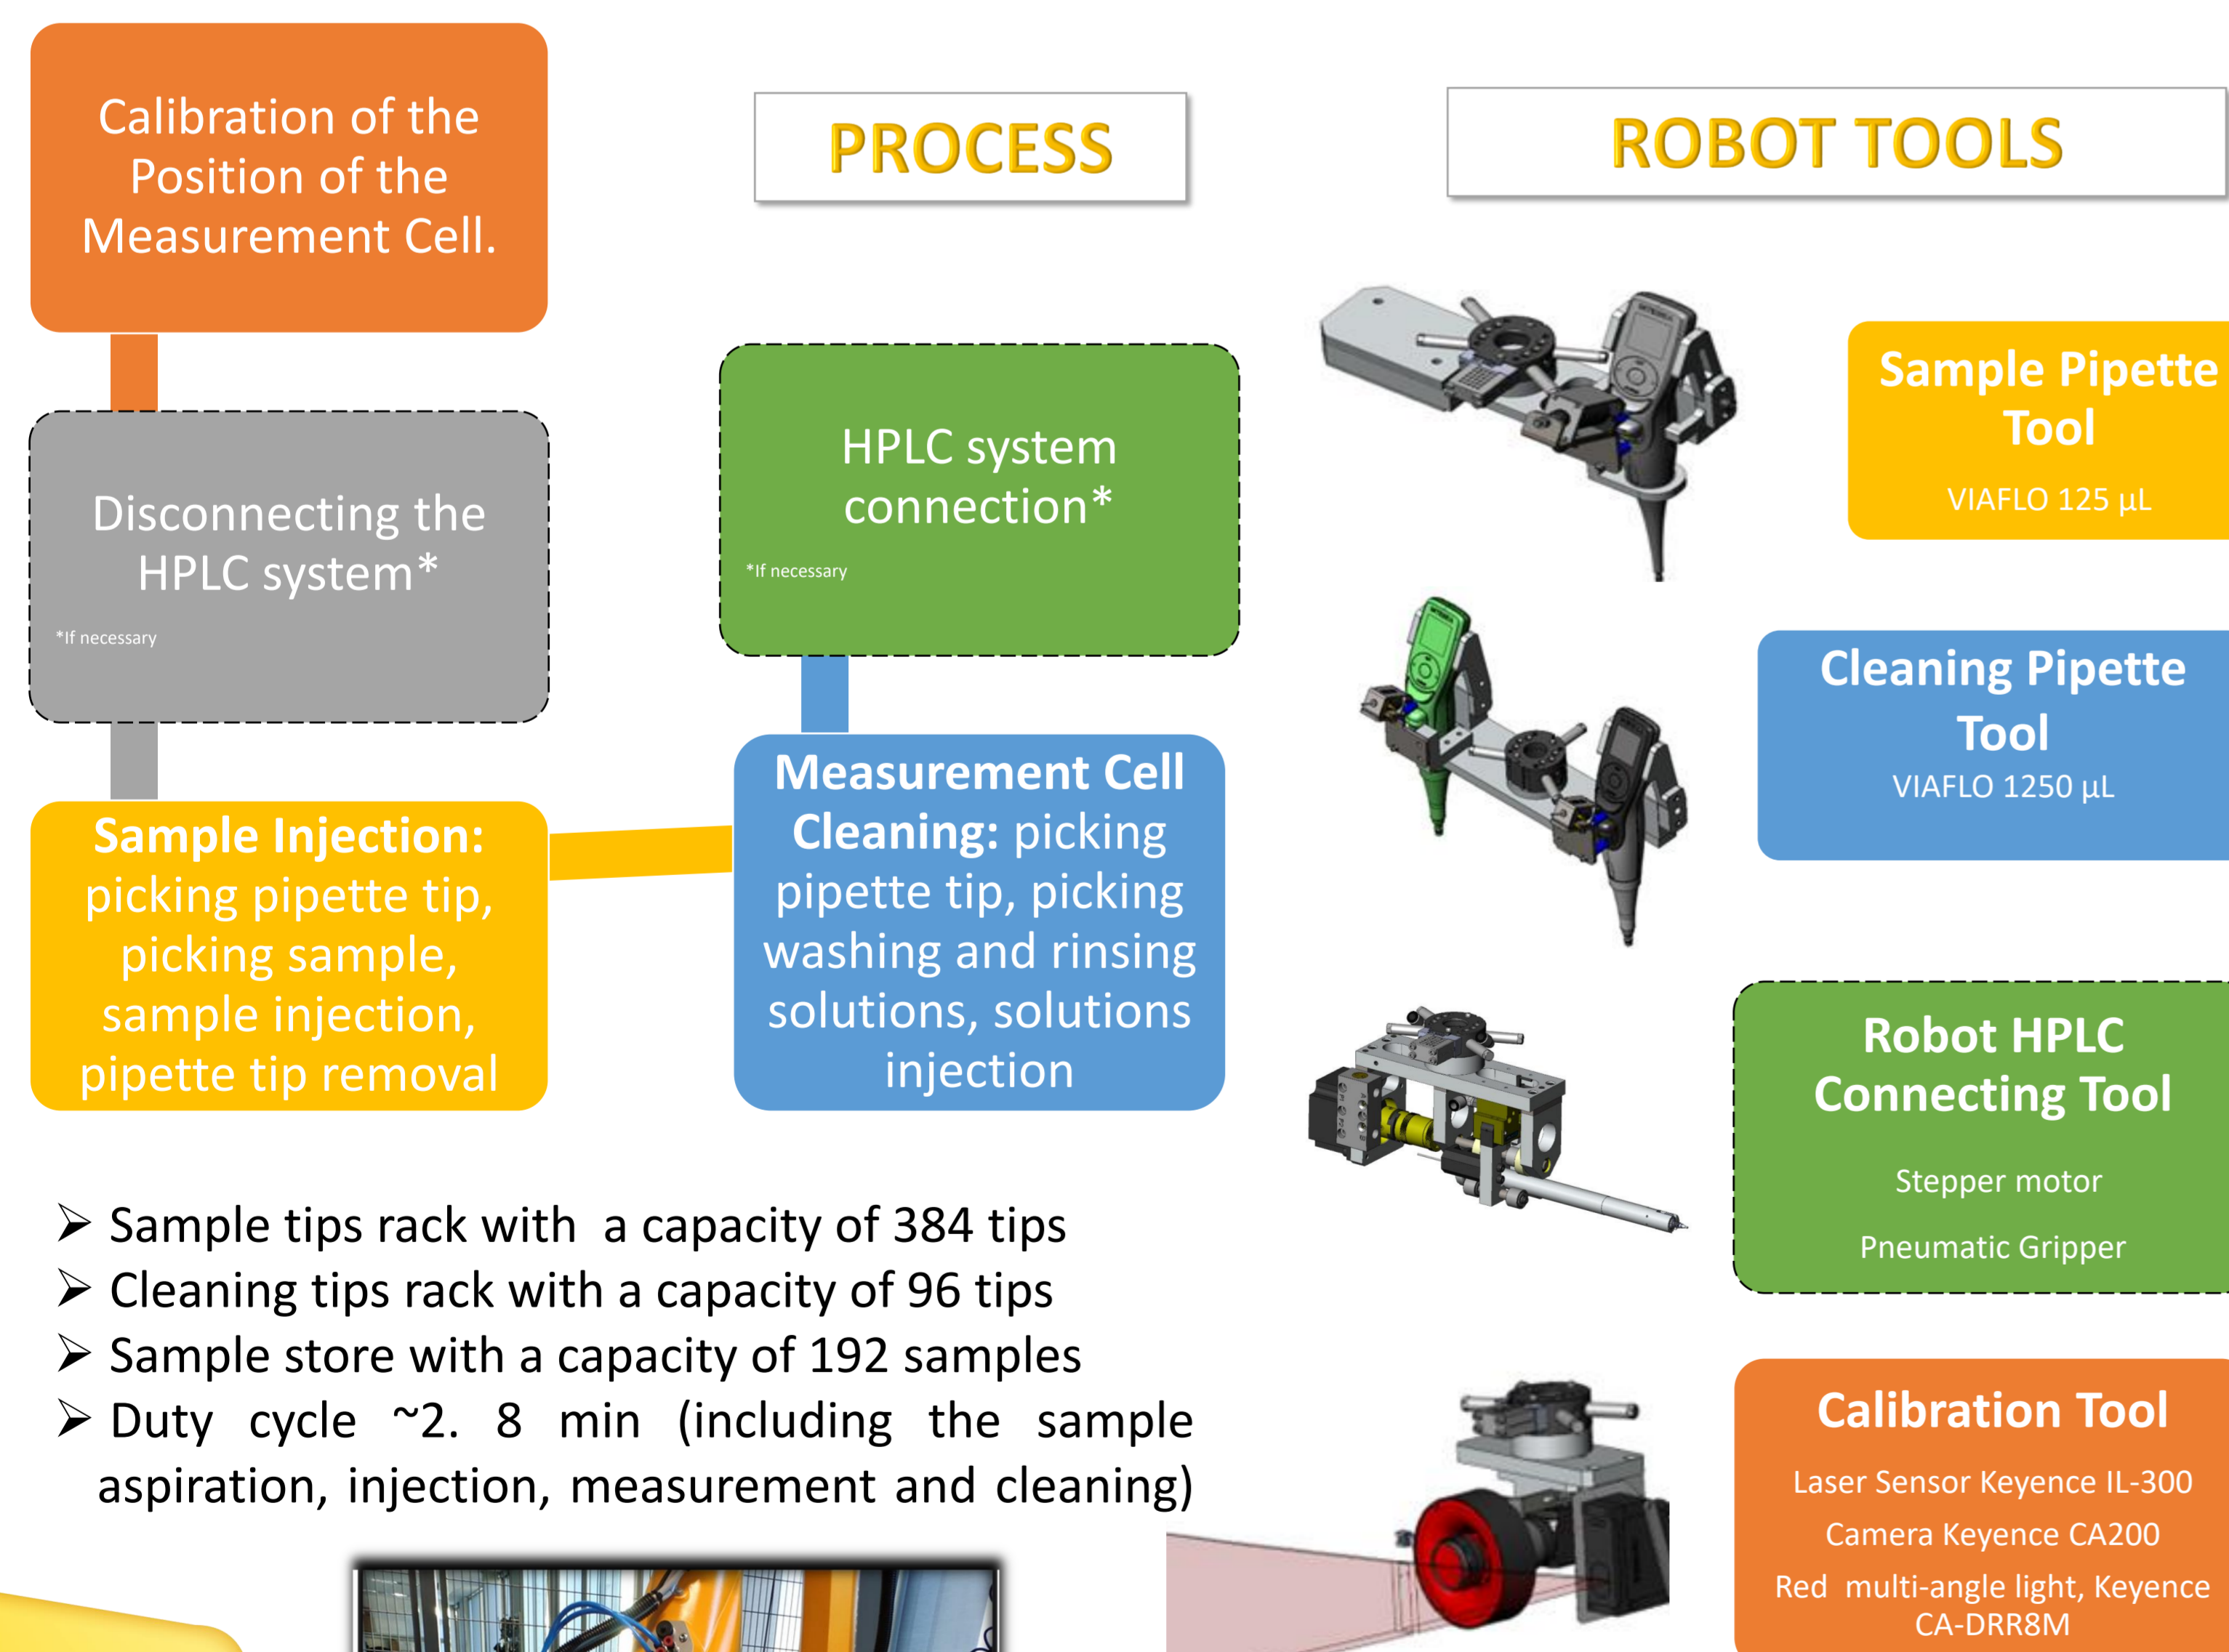 Calibration of the
Position of the
Measurement Cell.
Disconnecting the
HPLC system*
*If necessary
Sample Injection:
picking pipette tip,
picking sample,
sample injection,
pipette tip removal
PROCESS
HPLC system
connection*
*If necessary
Measurement Cell
Cleaning: picking
pipette tip, picking
washing and rinsing
solutions, solutions
injection
➢ Sample tips rack with a capacity of 384 tips
➢ Cleaning tips rack with a capacity of 96 tips
➢ Sample store with a capacity of 192 samples
➢ Duty cycle ~2. 8 min (including the sample
aspiration, injection, measurement and cleaning)
ROBOT TOOLS
Sample Pipette
Tool
VIAFLO 125 µL
Cleaning Pipette
Tool
VIAFLO 1250 µL
Robot HPLC
Connecting Tool
Stepper motor
Pneumatic Gripper
Calibration Tool
Laser Sensor Keyence IL-300
Camera Keyence CA200
Red multi-angle light, Keyence
CA-DRR8M